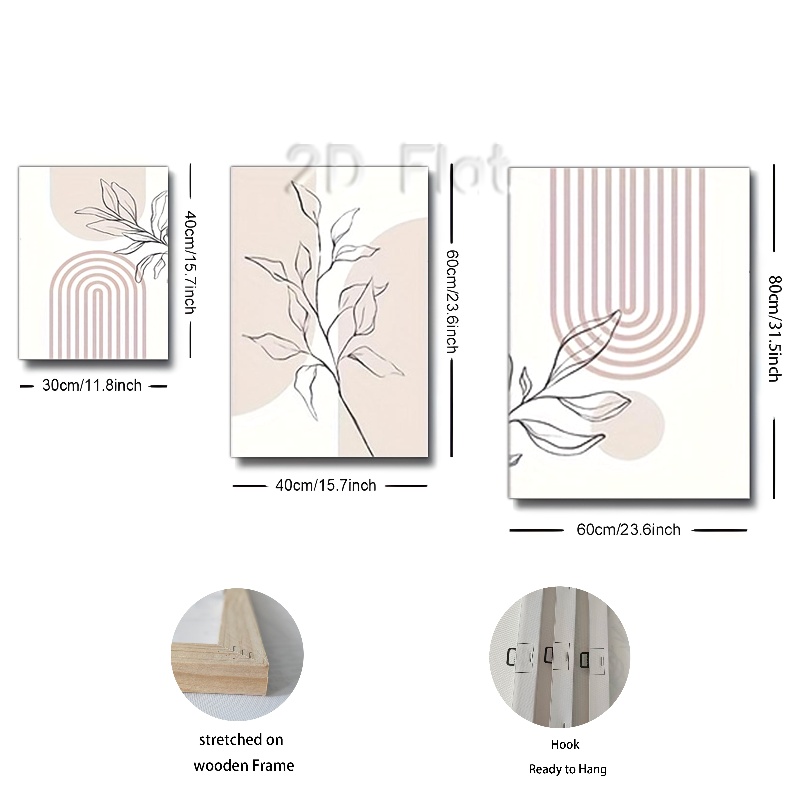 2D Flat
40cm/15.7inch
30cm/11.8inch
60cm/23.6inch
40cm/15.7inch
80cm/31.5inch
60cm/23.6inch
stretched on
wooden Frame
Hook
Ready to Hang